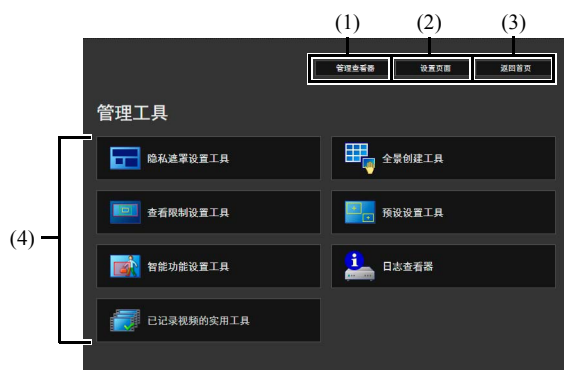 (1) (2) (3)
管理查看器 设置页面 返回首页
管理工具
隐私遮罩设置工具 全景创建工具
查看限制设置工具 预设设置工具
(4)
智能功能设置工具 日志查看器
已记录视频的实用工具